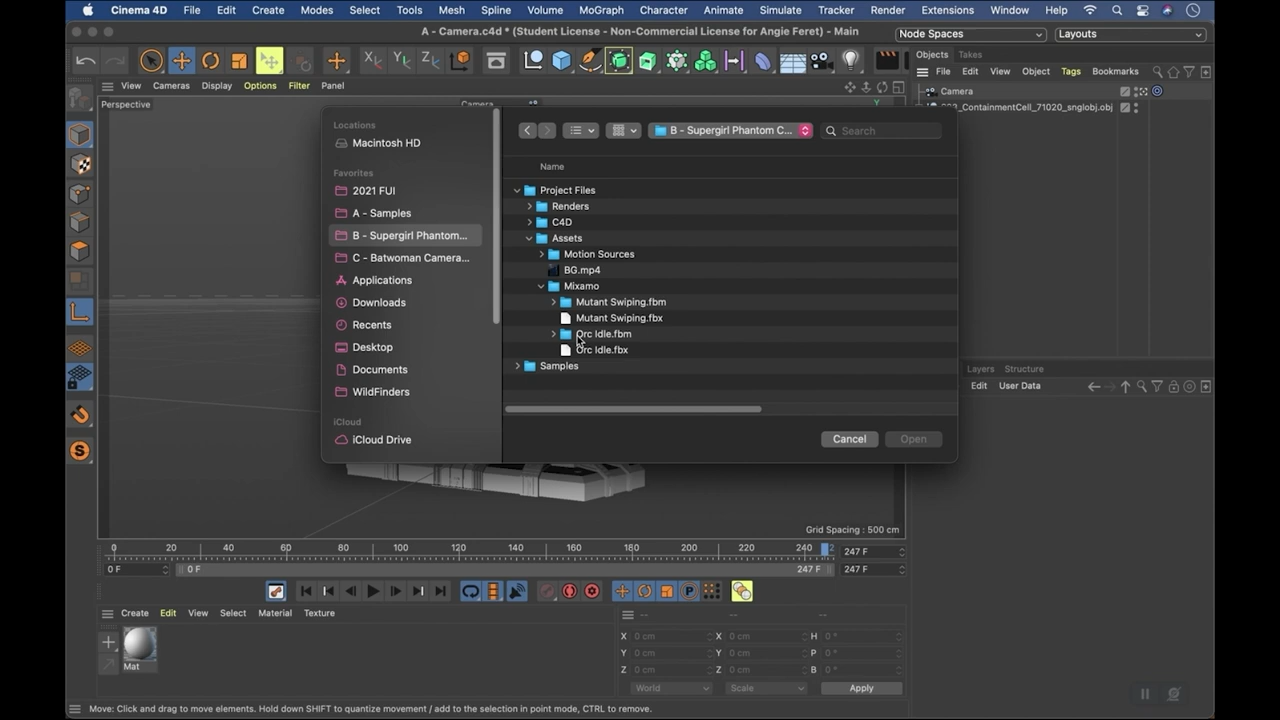 Cinema 4D File Edit Create Modes Select Tools Mesh Spline Volume MoGraph Character Animate Simulate Tracker Render Extensions Window Help
A - Camera.c4d * (Student License - Non-Commercial License for Angie Feret) - Main
Node Spaces
Layouts
Objects Takes
View Cameras Display Options Filter Panel
File Edit View Object Tags Bookmarks
Perspective
Camera
Camera
_ContainmentCell_71020_snglobj.obj
Locations
Macintosh HD
Favorites
2021 FUI
A - Samples
B - Supergirl Phantom...
C - Batwoman Camera...
Applications
Downloads
Recents
Desktop
Documents
WildFinders
iCloud
iCloud Drive
B - Supergirl Phantom C...
Search
Name
Project Files
Renders
C4D
Assets
Motion Sources
BG.mp4
Mixamo
Mutant Swiping.fbm
Mutant Swiping.fbx
Orc Idle.fbm
Orc Idle.fbx
Samples
Cancel
Open
Layers Structure
Edit User Data
Grid Spacing : 500 cm
0 20 40 60 80 100 120 140 160 180 200 220 240 2
247 F
0 F
0 F
247 F
247 F
Create Edit View Select Material Texture
-- -- --
Mat
X 0 cm X 0 cm H 0 °
Y 0 cm Y 0 cm P 0 °
Z 0 cm Z 0 cm B 0 °
World
Scale
Apply
Move: Click and drag to move elements. Hold down SHIFT to quantize movement / add to the selection in point mode, CTRL to remove.